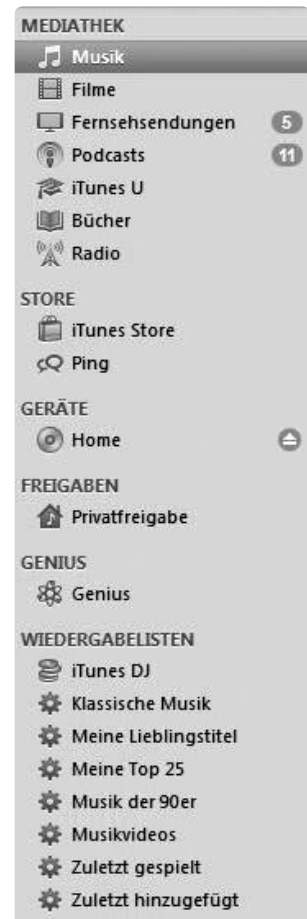 MEDIATHEK
Musik
Filme
Fernsehsendungen 5
Podcasts 11
iTunes U
Bücher
Radio
STORE
iTunes Store
Ping
GERÄTE
Home
FREIGABEN
Privatfreigabe
GENIUS
Genius
WIEDERGABELISTEN
iTunes DJ
Klassische Musik
Meine Lieblingstitel
Meine Top 25
Musik der 90er
Musikvideos
Zuletzt gespielt
Zuletzt hinzugefügt